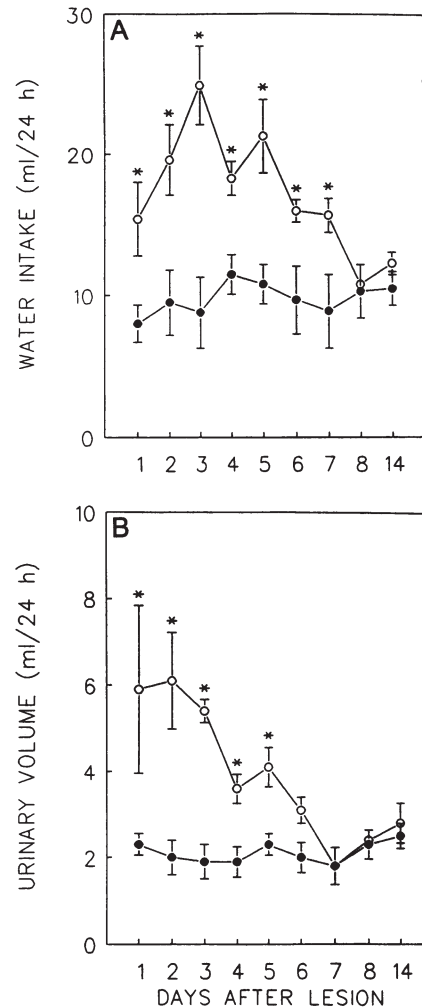 A
30
20
10
0
WATER INTAKE (ml/24 h)
* * * * * * *
1 2 3 4 5 6 7 8 14
B
10
8
6
4
2
0
URINARY VOLUME (ml/24 h)
* * * * *
1 2 3 4 5 6 7 8 14
DAYS AFTER LESION